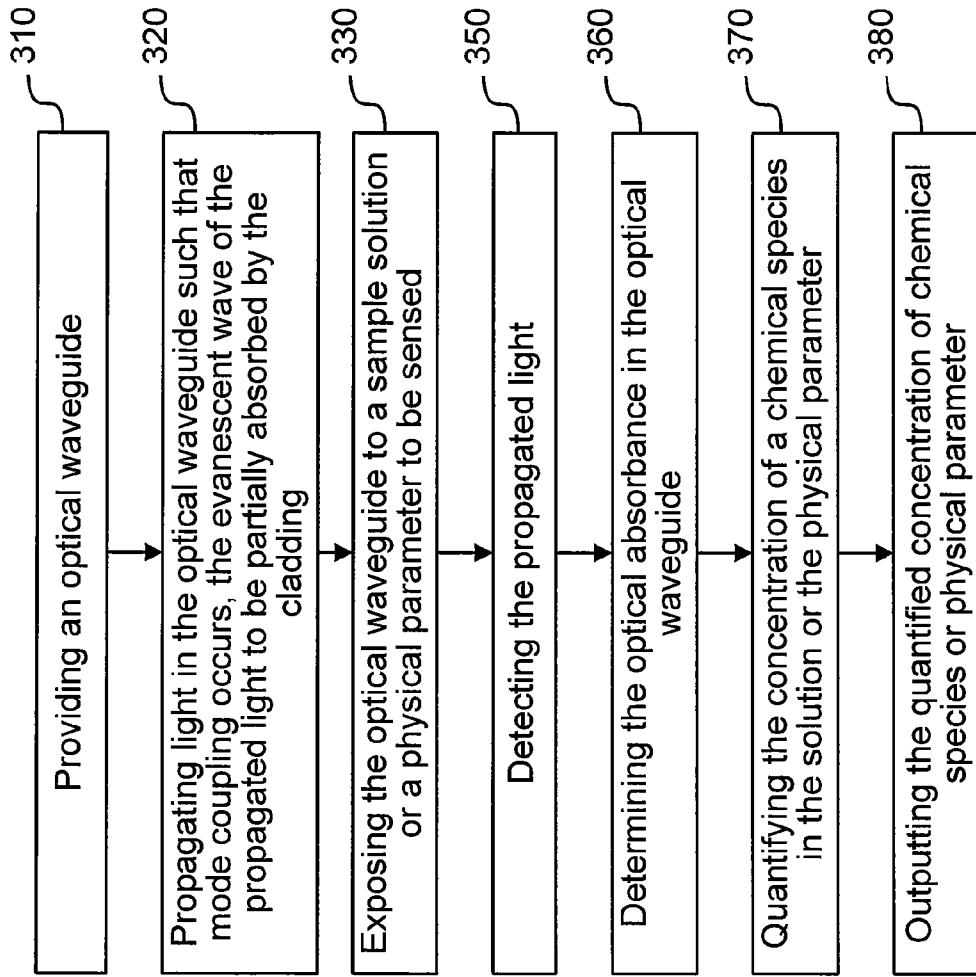 310
Providing an optical waveguide
320
Propagating light in the optical waveguide such that
mode coupling occurs, the evanescent wave of the
propagated light to be partially absorbed by the
cladding
330
Exposing the optical waveguide to a sample solution
or a physical parameter to be sensed
350
Detecting the propagated light
360
Determining the optical absorbance in the optical
waveguide
370
Quantifying the concentration of a chemical species
in the solution or the physical parameter
380
Outputting the quantified concentration of chemical
species or physical parameter